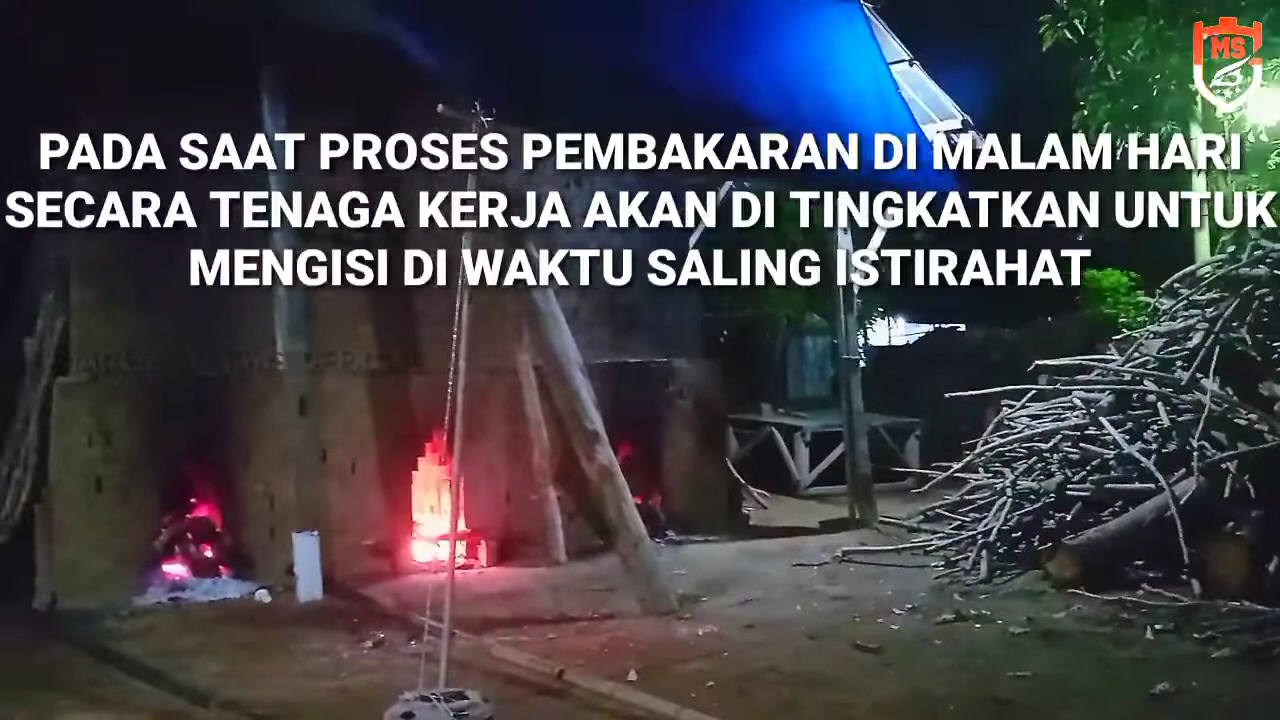 MS
PADA SAAT PROSES PEMBAKARAN DI MALAM HARI
SECARA TENAGA KERJA AKAN DI TINGKATKAN UNTUK
MENGISI DI WAKTU SALING ISTIRAHAT